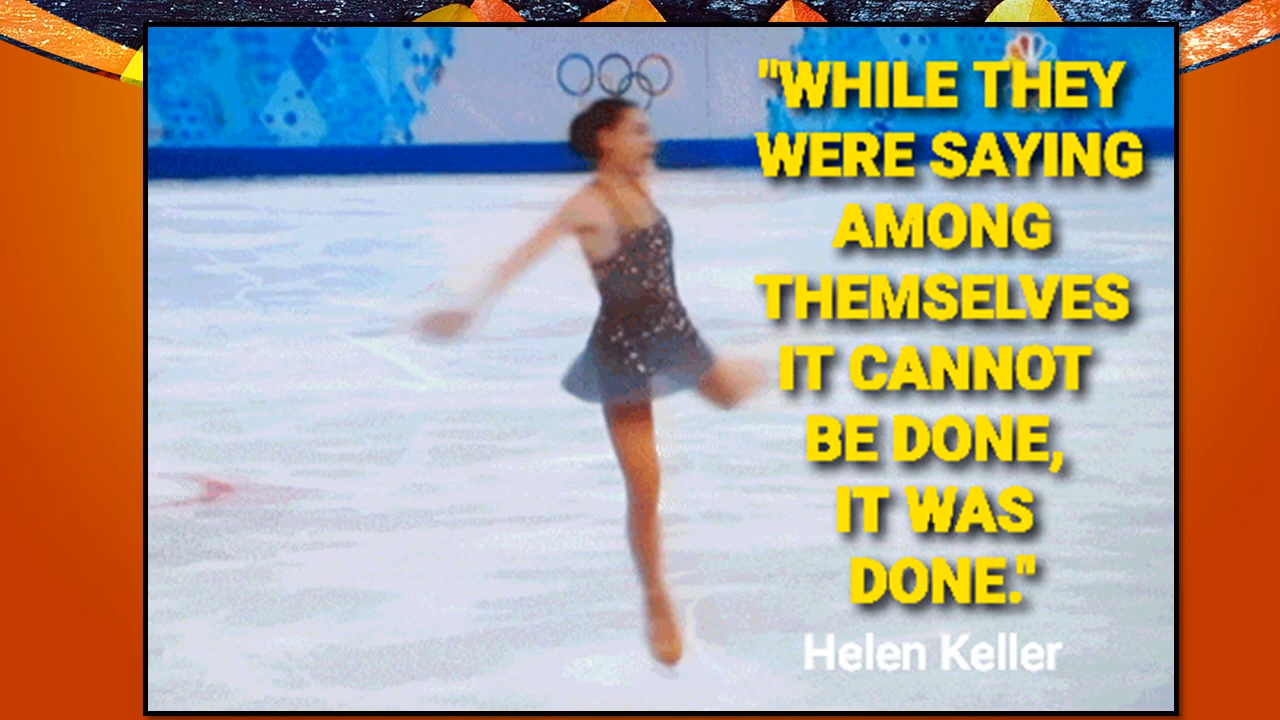 "WHILE THEY
WERE SAYING
AMONG
THEMSELVES
IT CANNOT
BE DONE,
IT WAS
DONE."
Helen Keller